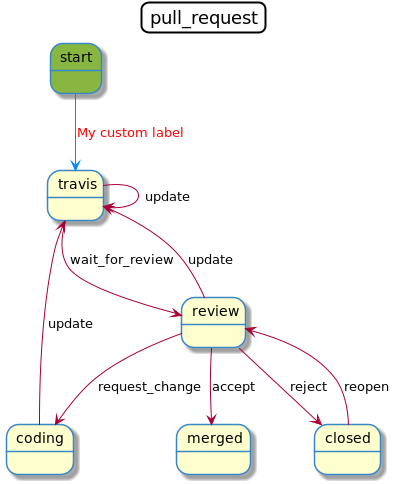 pull_request
start
My custom label
travis
update
wait_for_review
update
update
review
request_change
accept
reject
reopen
coding
merged
closed